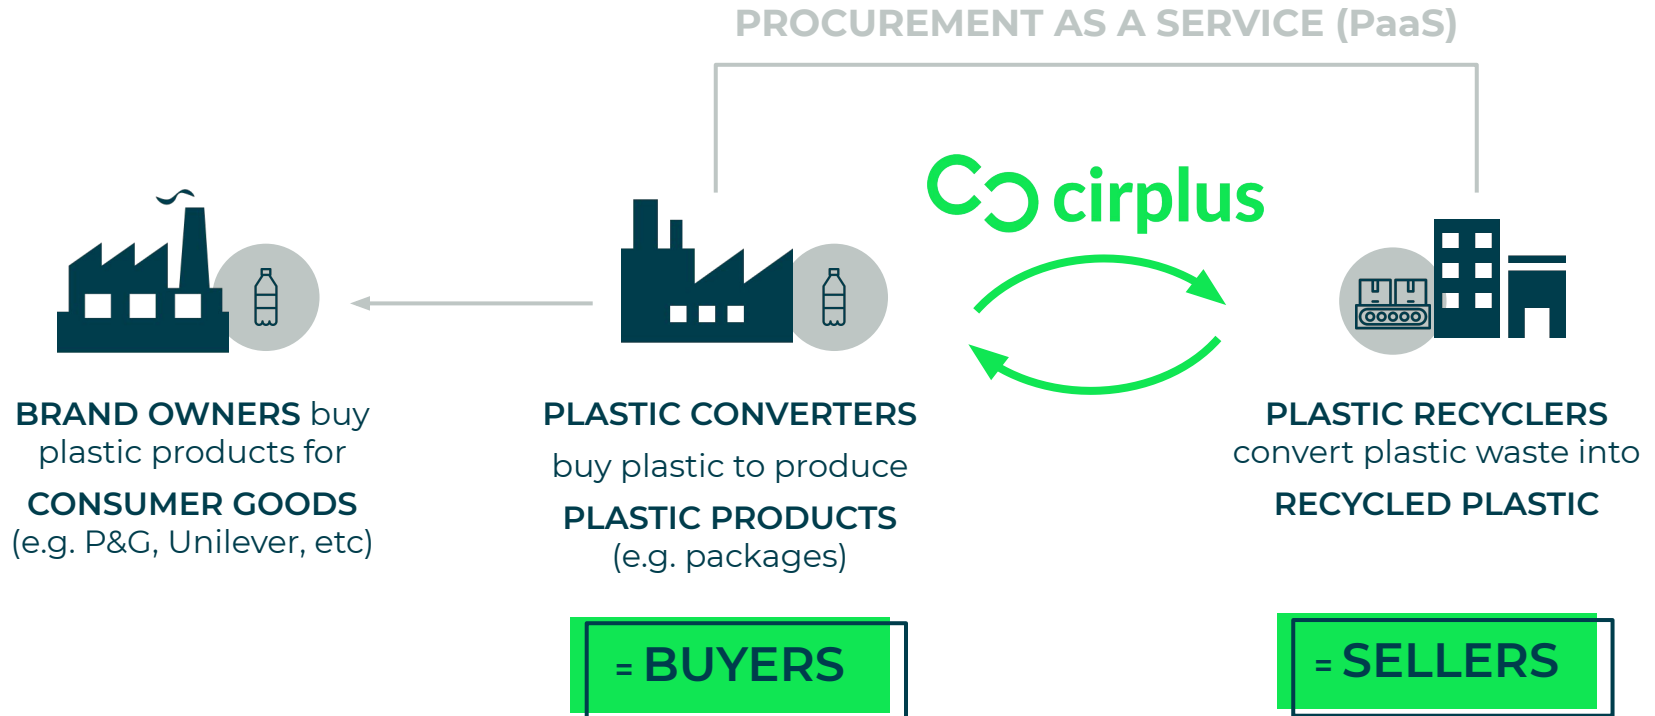 PROCUREMENT AS A SERVICE (PaaS)
cirplus
BRAND OWNERS buy
plastic products for
CONSUMER GOODS
(e.g. P&G, Unilever, etc)
PLASTIC CONVERTERS
buy plastic to produce
PLASTIC PRODUCTS
(e.g. packages)
= BUYERS
PLASTIC RECYCLERS
convert plastic waste into
RECYCLED PLASTIC
= SELLERS